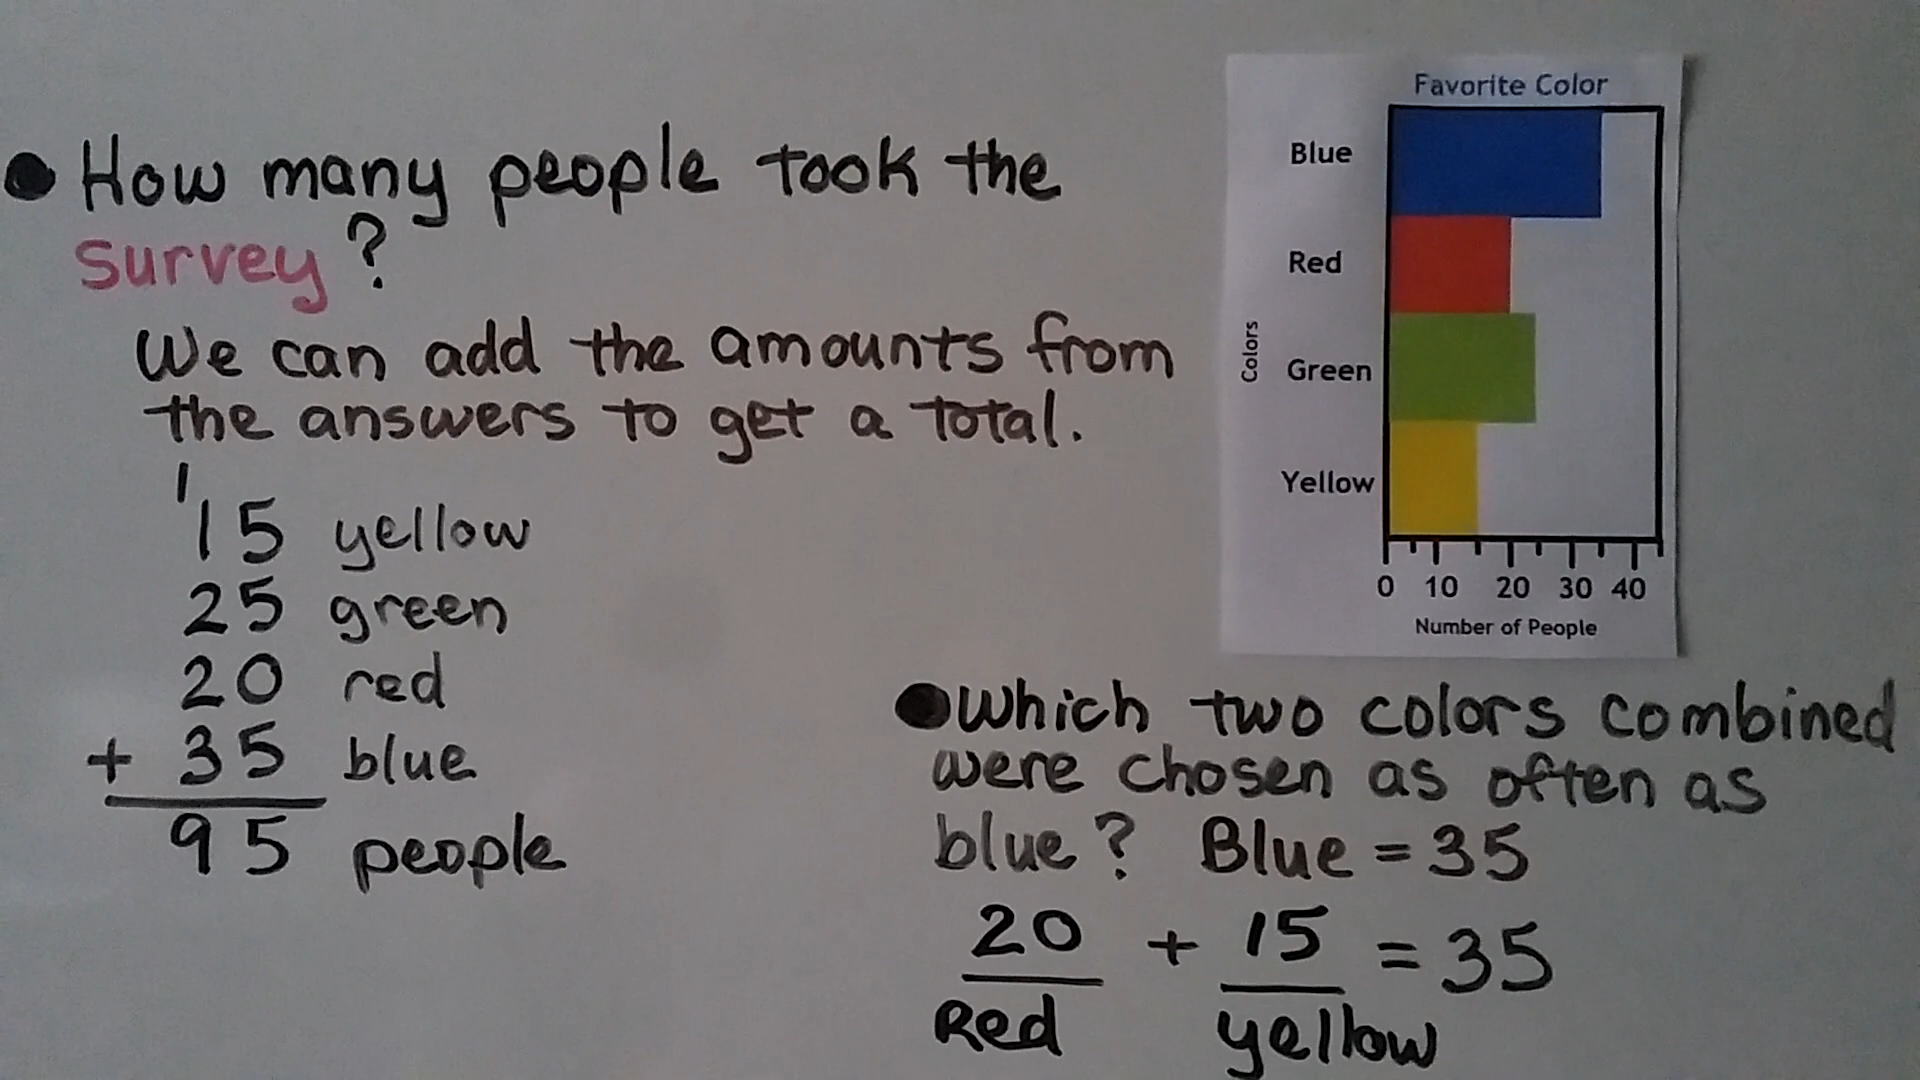 ● How many people took the
survey?
We can add the amounts from
the answers to get a total.
1
15 yellow
25 green
20 red
+ 35 blue
95 people
Favorite Color
Blue
Red
Green
Yellow
Colors
0 10 20 30 40
Number of People
● Which two colors combined
were chosen as often as
blue? Blue = 35
20 + 15 = 35
Red yellow